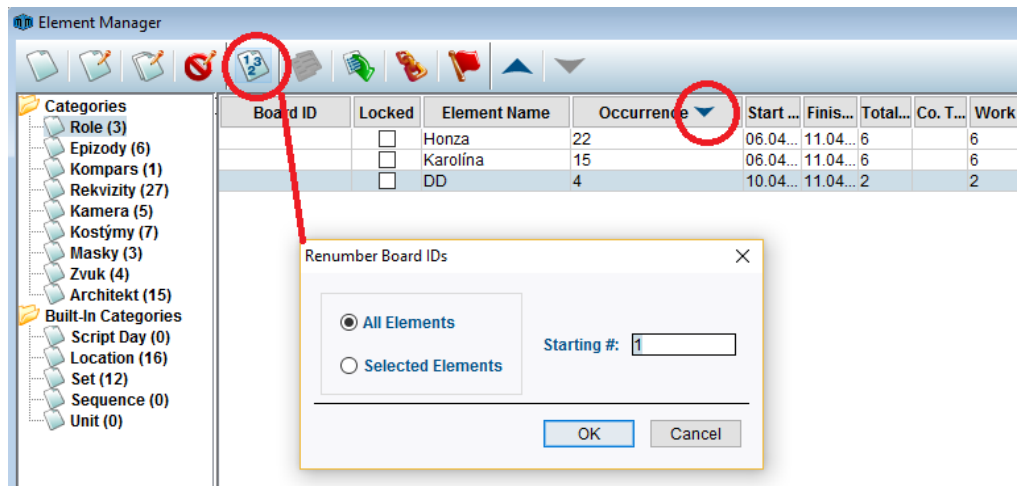 Element Manager
1 3
2
Categories
Role (3)
Epizody (6)
Kompars (1)
Rekvizity (27)
Kamera (5)
Kostýmy (7)
Masky (3)
Zvuk (4)
Architekt (15)
Built-In Categories
Script Day (0)
Location (16)
Set (12)
Sequence (0)
Unit (0)
Board ID Locked Element Name Occurrence Start ... Finis... Total... Co. T... Work
Honza 22 06.04... 11.04... 6 6
Karolína 15 06.04... 11.04... 6 6
DD 4 10.04... 11.04... 2 2
Renumber Board IDs
All Elements
Starting #: 1
Selected Elements
OK Cancel